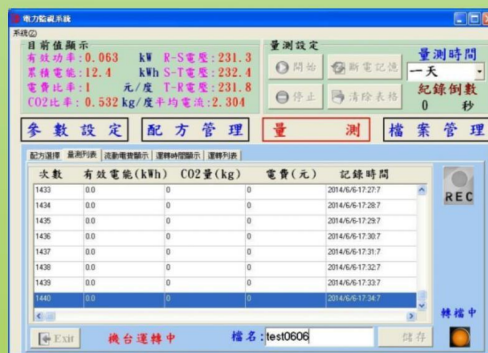 電力監視系統
系統(Z)
目前值顯示
有效功率:0.063 kW R-S電壓:231.3
累積電能:12.4 kWh S-T電壓:232.4
電費比率:1 元/度 T-R電壓:231.8
CO2比率:0.532 kg/度 平均電流:2.304
量測設定
開始 斷電記憶
停止 清除表格
量測時間
一天
紀錄倒數
0 秒
參數設定 配方管理 量測 檔案管理
配方選擇 量測列表 流動電費顯示 運轉時間顯示 運轉列表
次數 有效電能(kWh) CO2量(kg) 電費(元) 記錄時間
1433 0.0 0 0 2014/6/6-17:27:7
1434 0.0 0 0 2014/6/6-17:28:7
1435 0.0 0 0 2014/6/6-17:29:7
1436 0.0 0 0 2014/6/6-17:30:7
1437 0.0 0 0 2014/6/6-17:31:7
1438 0.0 0 0 2014/6/6-17:32:7
1439 0.0 0 0 2014/6/6-17:33:7
1440 0.0 0 0 2014/6/6-17:34:7
REC
轉檔中
Exit 機台運轉中 檔名:test0606 儲存